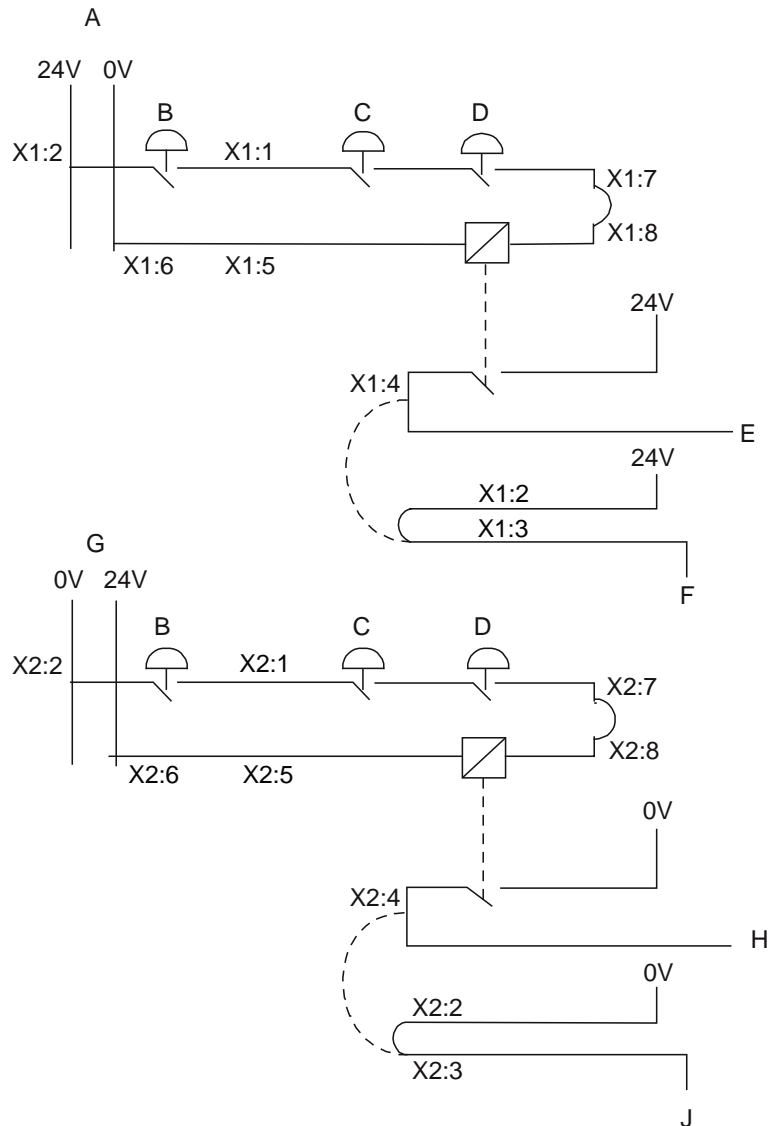 A
24V 0V
B C D
X1:2 X1:1 X1:7
X1:8
X1:6 X1:5
24V
X1:4
E
24V
X1:2
X1:3
F
G
0V 24V
B C D
X2:2 X2:1 X2:7
X2:8
X2:6 X2:5
0V
X2:4
H
0V
X2:2
X2:3
J